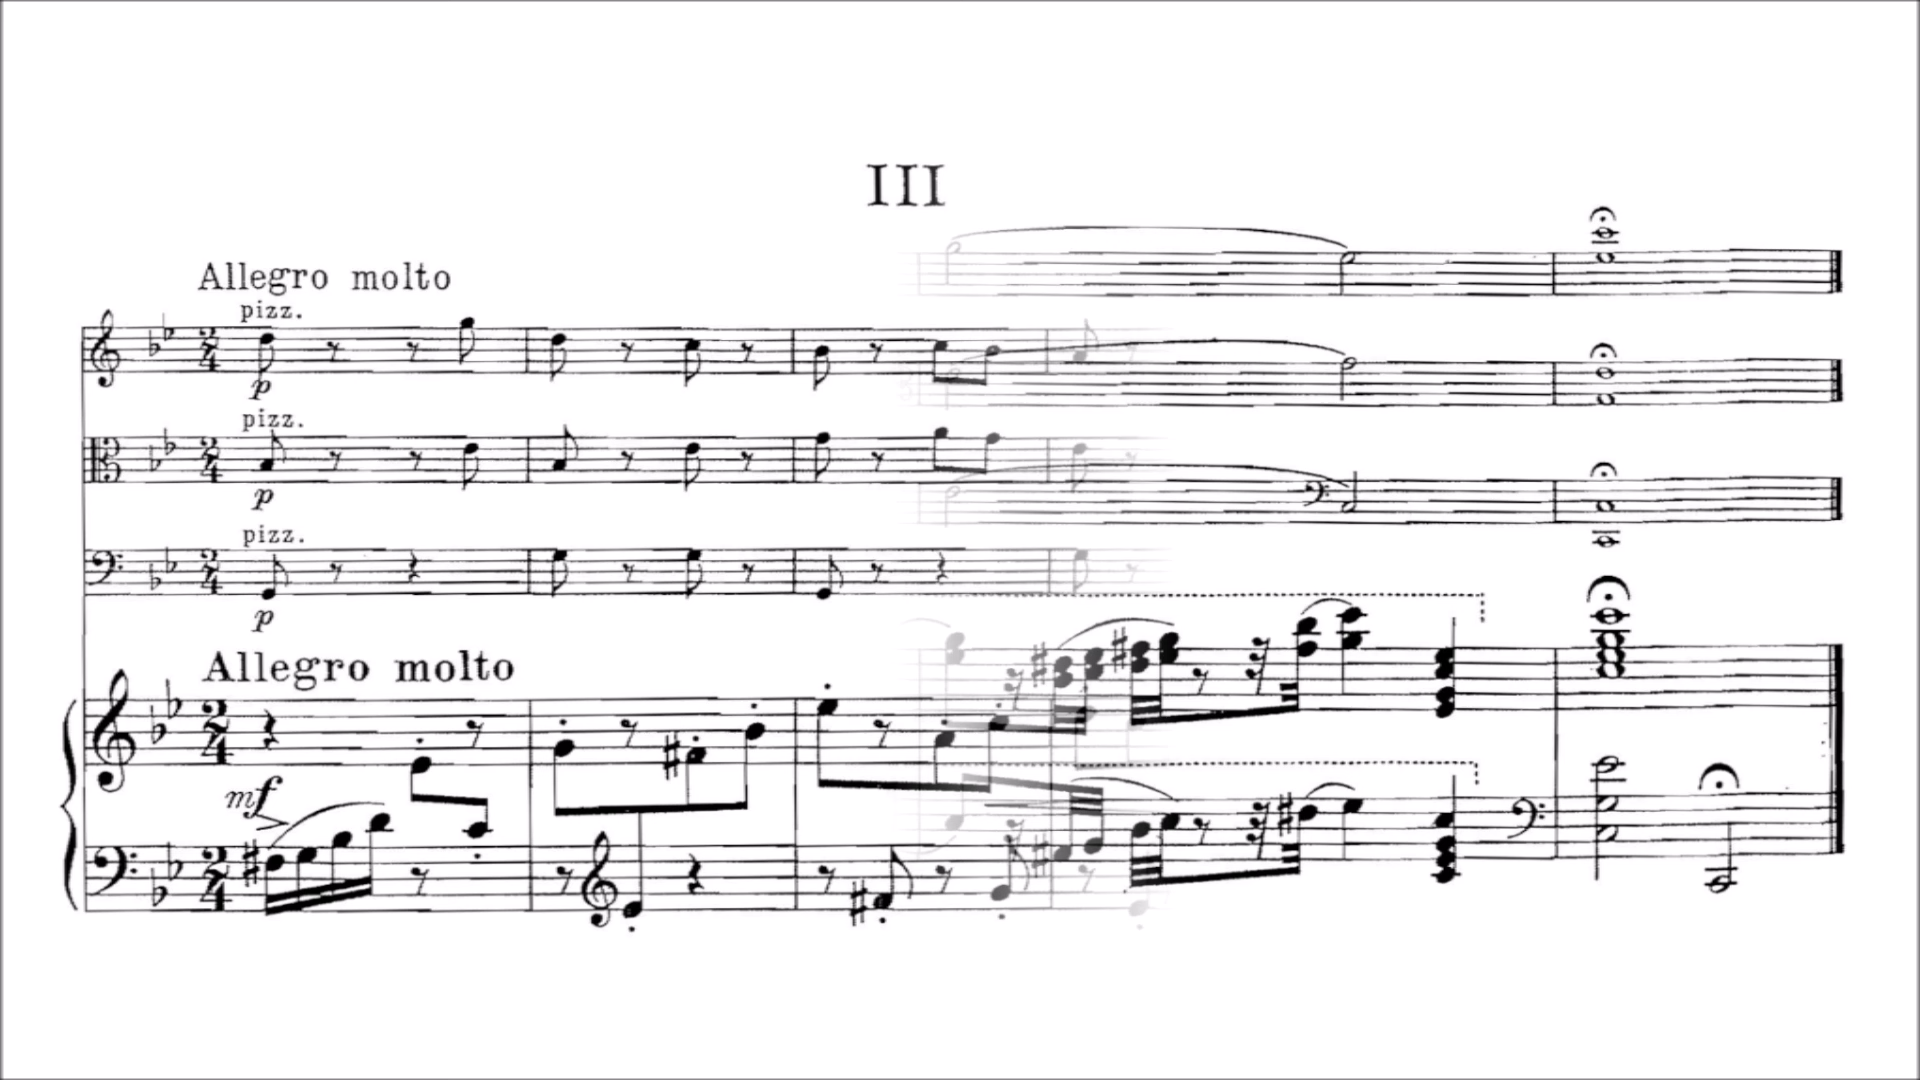 III
Allegro molto
pizz.
p
pizz.
p
pizz.
p
Allegro molto
mf